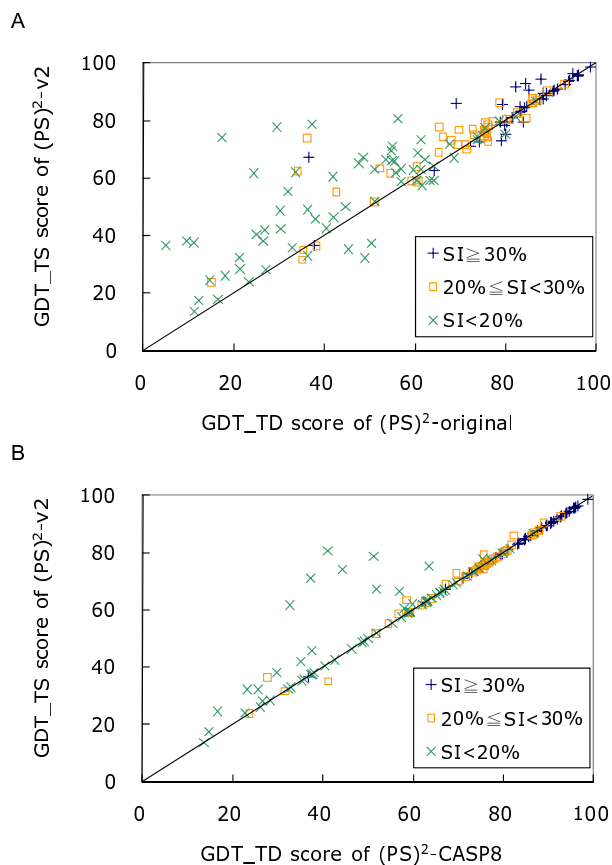 A
GDT_TS score of (PS)²-v2
100
80
60
40
20
0
0 20 40 60 80 100
SI≧30%
20%≦SI<30%
SI<20%
GDT_TD score of (PS)²-original
B
GDT_TS score of (PS)²-v2
100
80
60
40
20
0
0 20 40 60 80 100
SI≧30%
20%≦SI<30%
SI<20%
GDT_TD score of (PS)²-CASP8